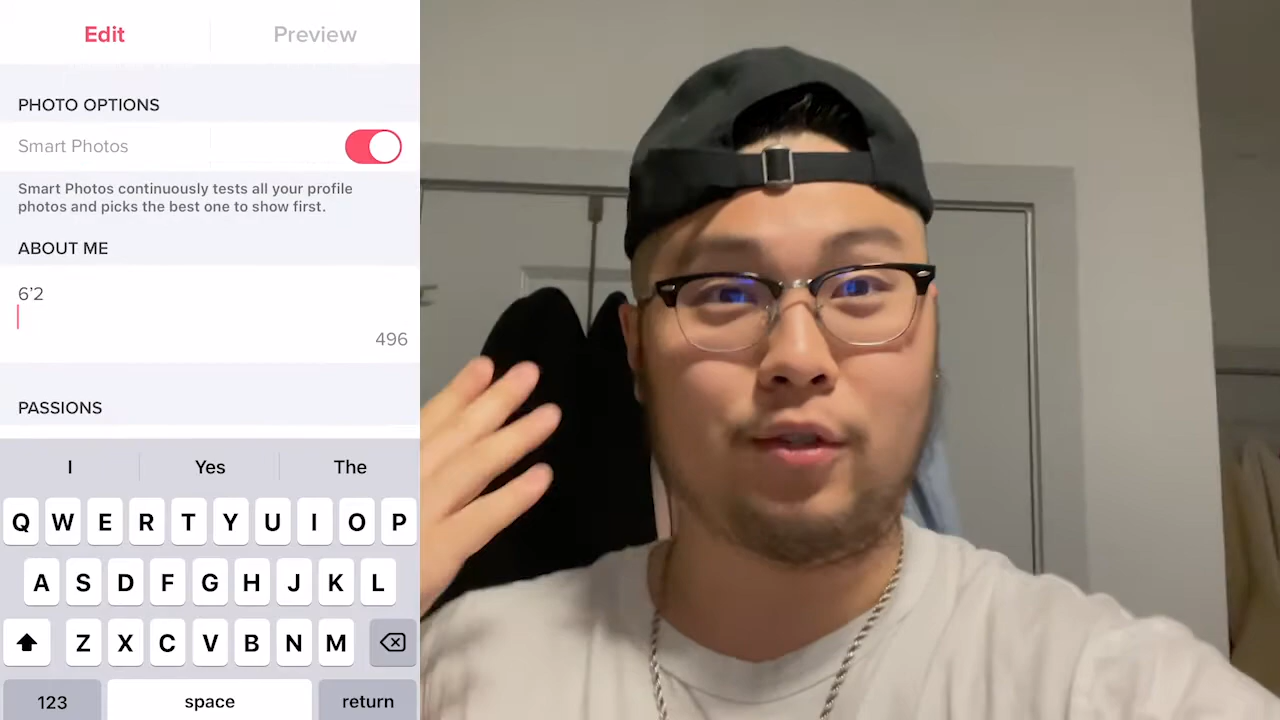 Edit Preview
PHOTO OPTIONS
Smart Photos
Smart Photos continuously tests all your profile
photos and picks the best one to show first.
ABOUT ME
6’2
496
PASSIONS
I Yes The
Q W E R T Y U I O P
A S D F G H J K L
Z X C V B N M
123 space return